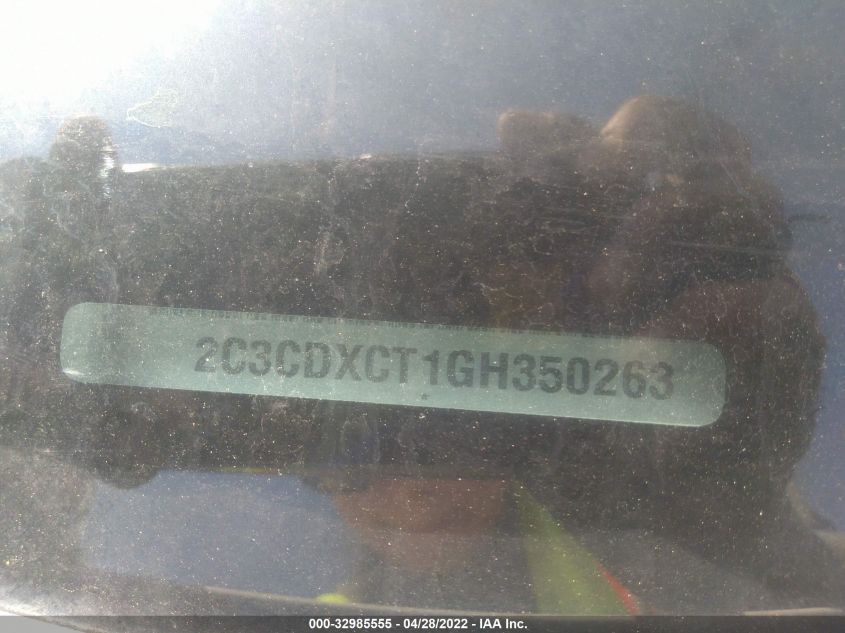 2C3CDXCT1GH350263
000-32985555 - 04/28/2022 - IAA Inc.